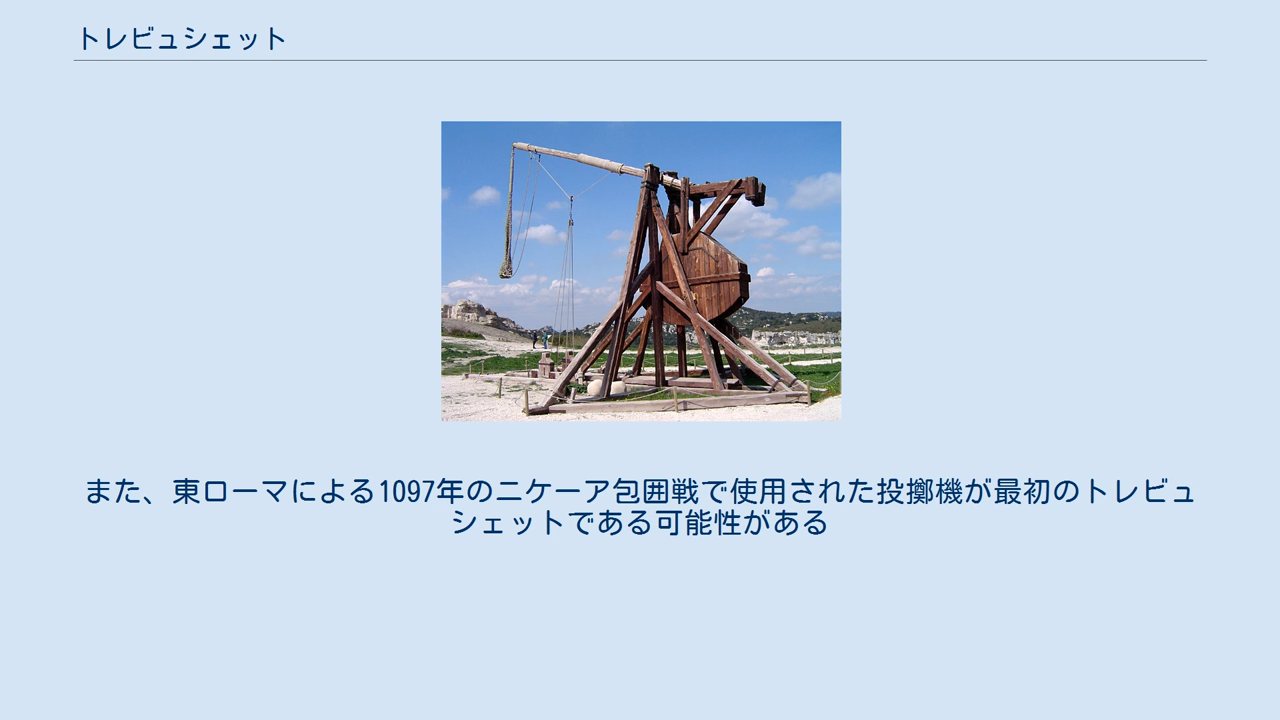 トレビュシェット
また、東ローマによる1097年のニケーア包囲戦で使用された投擲機が最初のトレビュ
シェットである可能性がある